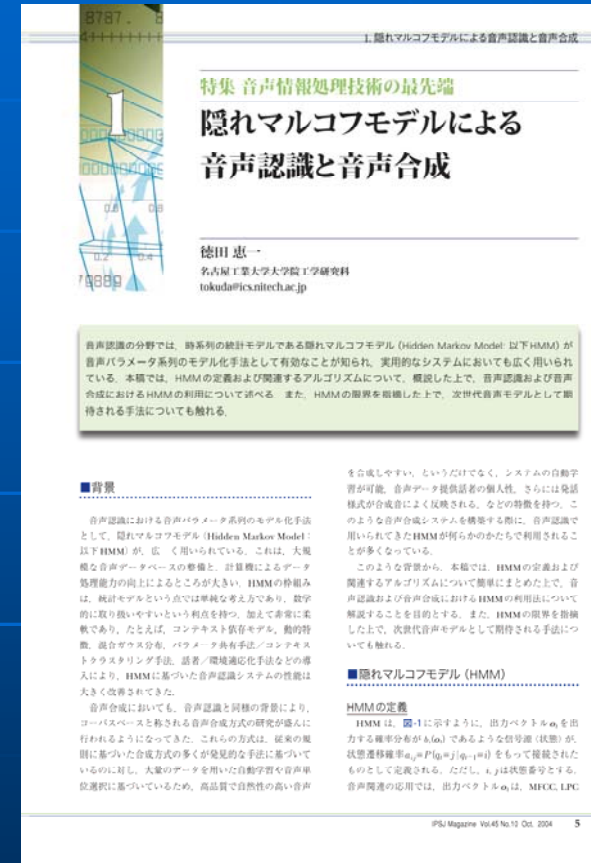 8787. 8
1. 隠れマルコフモデルによる音声認識と音声合成
1
特集 音声情報処理技術の最先端
隠れマルコフモデルによる
音声認識と音声合成
0.8
0.2
0.4
徳田 恵一
名古屋工業大学大学院工学研究科
tokuda@ics.nitech.ac.jp
音声認識の分野では，時系列の統計モデルである隠れマルコフモデル（Hidden Markov Model: 以下HMM）が
音声パラメータ系列のモデル化手法として有効なことが知られ，実用的なシステムにおいても広く用いられ
ている．本稿では，HMMの定義および関連するアルゴリズムについて，概説した上で，音声認識および音声
合成におけるHMMの利用について述べる．また，HMMの限界を指摘した上で，次世代音声モデルとして期
待される手法についても触れる．
■背景
音声認識における音声パラメータ系列のモデル化手法
として，隠れマルコフモデル（Hidden Markov Model：
以下HMM）が，広 く用いられている．これは，大規
模な音声データベースの整備と，計算機によるデータ
処理能力の向上によるところが大きい．HMMの枠組み
は，統計モデルという点では単純な考え方であり，数学
的に取り扱いやすいという利点を持つ．加えて非常に柔
軟であり，たとえば，コンテキスト依存モデル，動的特
徴，混合ガウス分布，パラメータ共有手法／コンテキス
トクラスタリング手法，話者／環境適応化手法などの導
入により，HMMに基づいた音声認識システムの性能は
大きく改善されてきた．
音声合成においても，音声認識と同様の背景により，
コーパスベースと称される音声合成方式の研究が盛んに
行われるようになってきた．これらの方式は，従来の規
則に基づいた合成方式の多くが発見的な手法に基づいて
いるのに対し，大量のデータを用いた自動学習や音声単
位選択に基づいているため，高品質で自然性の高い音声
を合成しやすい，というだけでなく，システムの自動学
習が可能，音声データ提供話者の個人性，さらには発話
様式が合成音によく反映される，などの特徴を持つ．こ
のような音声合成システムを構築する際に，音声認識で
用いられてきたHMMが何らかのかたちで利用されるこ
とが多くなっている．
このような背景から，本稿では，HMMの定義および
関連するアルゴリズムについて簡単にまとめた上で，音
声認識および音声合成におけるHMMの利用法について
解説することを目的とする．また，HMMの限界を指摘
した上で，次世代音声モデルとして期待される手法につ
いても触れる．
■隠れマルコフモデル（HMM）
HMMの定義
HMM は，図-1に示すように，出力ベクトルo_tを出
力する確率分布が b_i(o_t) であるような信号源（状態）が，
状態遷移確率a_ij=P(q_t=j|q_t−1=i) をもって接続された
ものとして定義される．ただし，i, jは状態番号とする．
音声関連の応用では，出力ベクトルo_tは，MFCC, LPC
IPSJ Magazine Vol.45 No.10 Oct. 2004 5